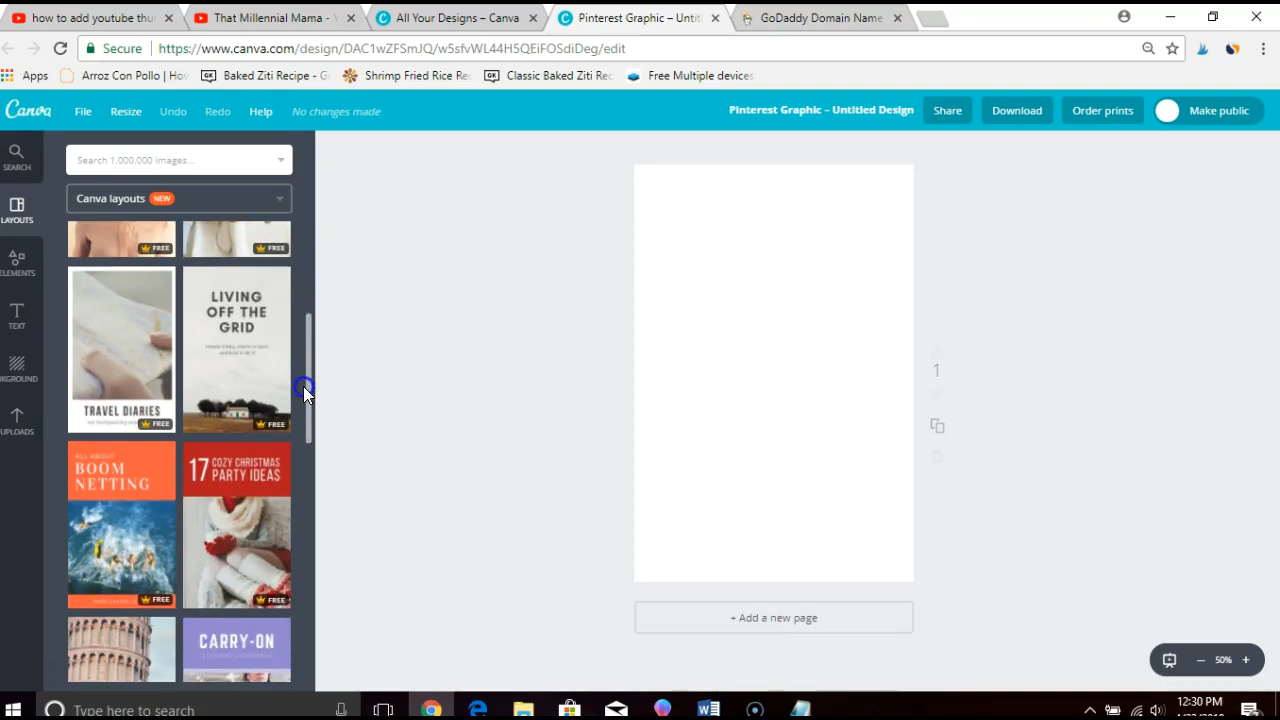 how to add youtube thu
That Millennial Mama - Y
All Your Designs – Canva
Pinterest Graphic – Untit
GoDaddy Domain Name
Secure
https://www.canva.com/design/DAC1wZFSmJQ/w5sfvWL44H5QEiFOSdiDeg/edit
Apps
Arroz Con Pollo | Hov
Baked Ziti Recipe - Gi
Shrimp Fried Rice Rec
Classic Baked Ziti Rec
Free Multiple devices
Canva
File
Resize
Undo
Redo
Help
No changes made
Pinterest Graphic – Untitled Design
Share
Download
Order prints
Make public
SEARCH
LAYOUTS
ELEMENTS
TEXT
KGROUND
UPLOADS
Search 1,000,000 images...
Canva layouts NEW
FREE
FREE
TRAVEL DIARIES
FREE
LIVING
OFF THE
GRID
FREE
ALL ABOUT
BOOM
NETTING
FREE
17 COZY CHRISTMAS
PARTY IDEAS
FREE
CARRY-ON
1
+ Add a new page
50%
Type here to search
12:30 PM